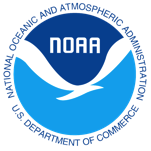 NATIONAL OCEANIC AND ATMOSPHERIC ADMINISTRATION
NOAA
U.S. DEPARTMENT OF COMMERCE